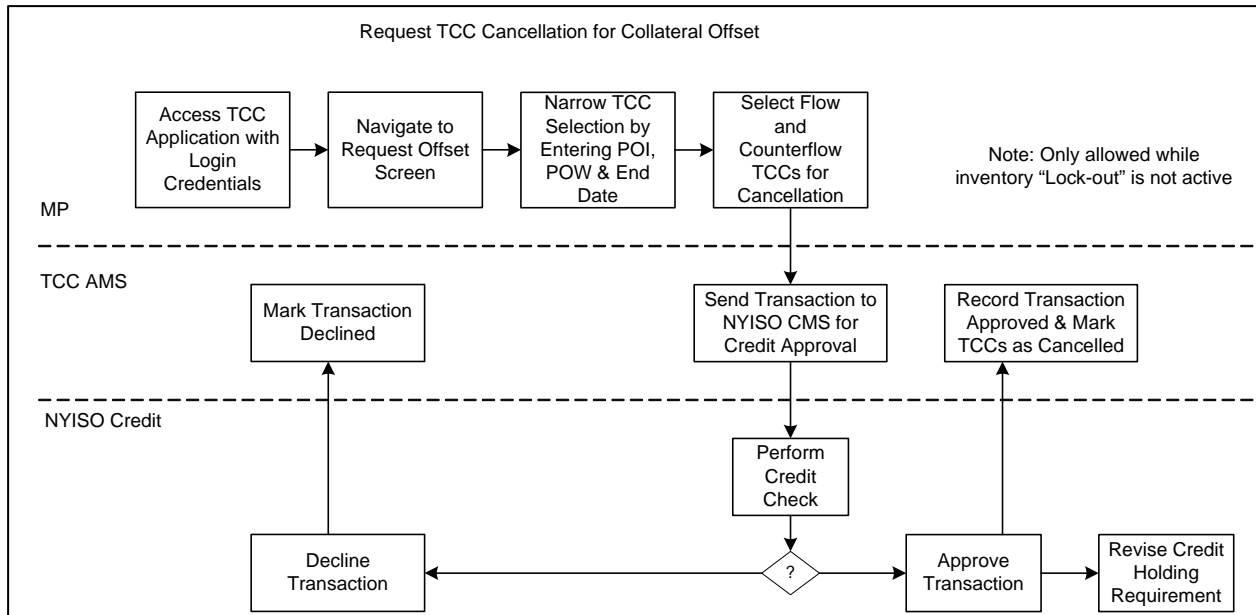 Request TCC Cancellation for Collateral Offset
Access TCC
Application with
Login
Credentials
Navigate to
Request Offset
Screen
Narrow TCC
Selection by
Entering POI,
POW & End
Date
Select Flow
and
Counterflow
TCCs for
Cancellation
Note: Only allowed while
inventory “Lock-out” is not active
MP
TCC AMS
Mark Transaction
Declined
Send Transaction to
NYISO CMS for
Credit Approval
Record Transaction
Approved & Mark
TCCs as Cancelled
NYISO Credit
Perform
Credit
Check
Decline
Transaction
?
Approve
Transaction
Revise Credit
Holding
Requirement